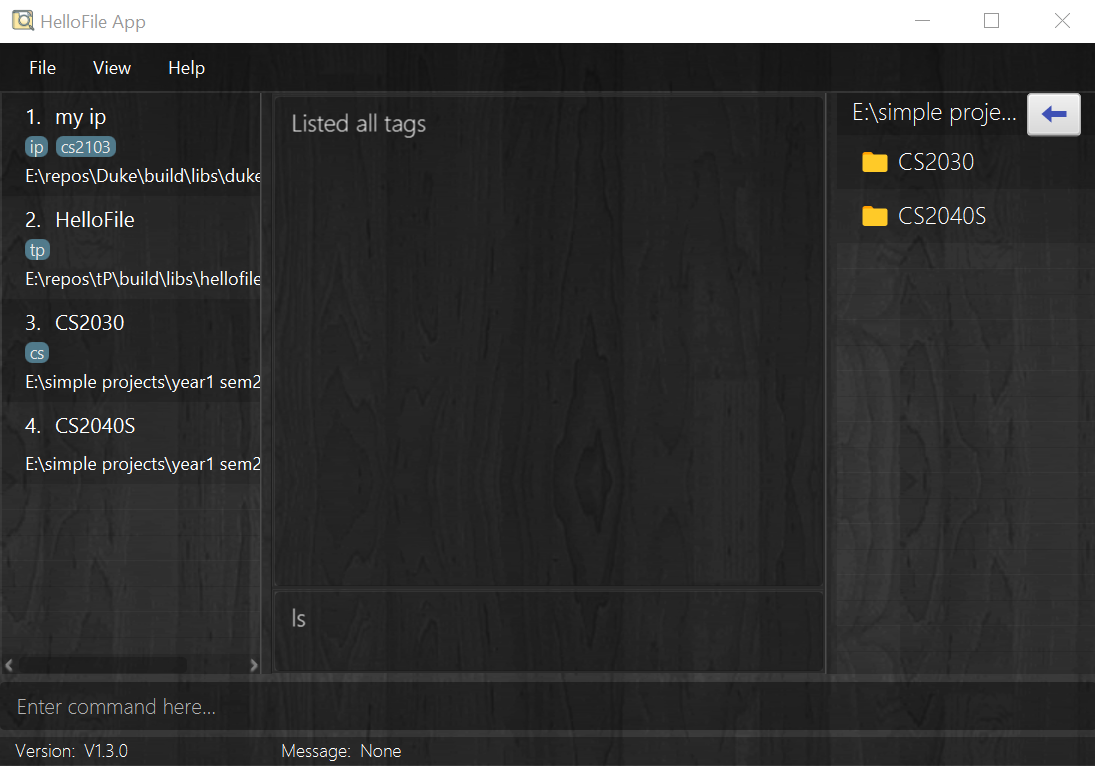 HelloFile App
File View Help
1. my ip
ip cs2103
E:\repos\Duke\build\libs\duke
2. HelloFile
tp
E:\repos\tP\build\libs\hellofile
3. CS2030
cs
E:\simple projects\year1 sem2
4. CS2040S
E:\simple projects\year1 sem2
Listed all tags
ls
E:\simple proje...
CS2030
CS2040S
Enter command here...
Version: V1.3.0
Message: None